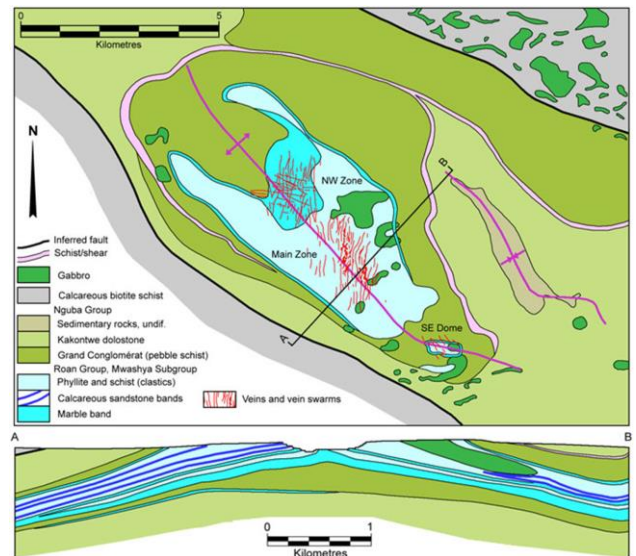 0 5
Kilometres
N
NW Zone
Main Zone
SE Dome
A
B
Inferred fault
Schist/shear
Gabbro
Calcareous biotite schist
Nguba Group
Sedimentary rocks, undif.
Kakontwe dolostone
Grand Conglomérat (pebble schist)
Roan Group, Mwashya Subgroup
Phyllite and schist (clastics)
Calcareous sandstone bands
Marble band
Veins and vein swarms
A B
0 1
Kilometres